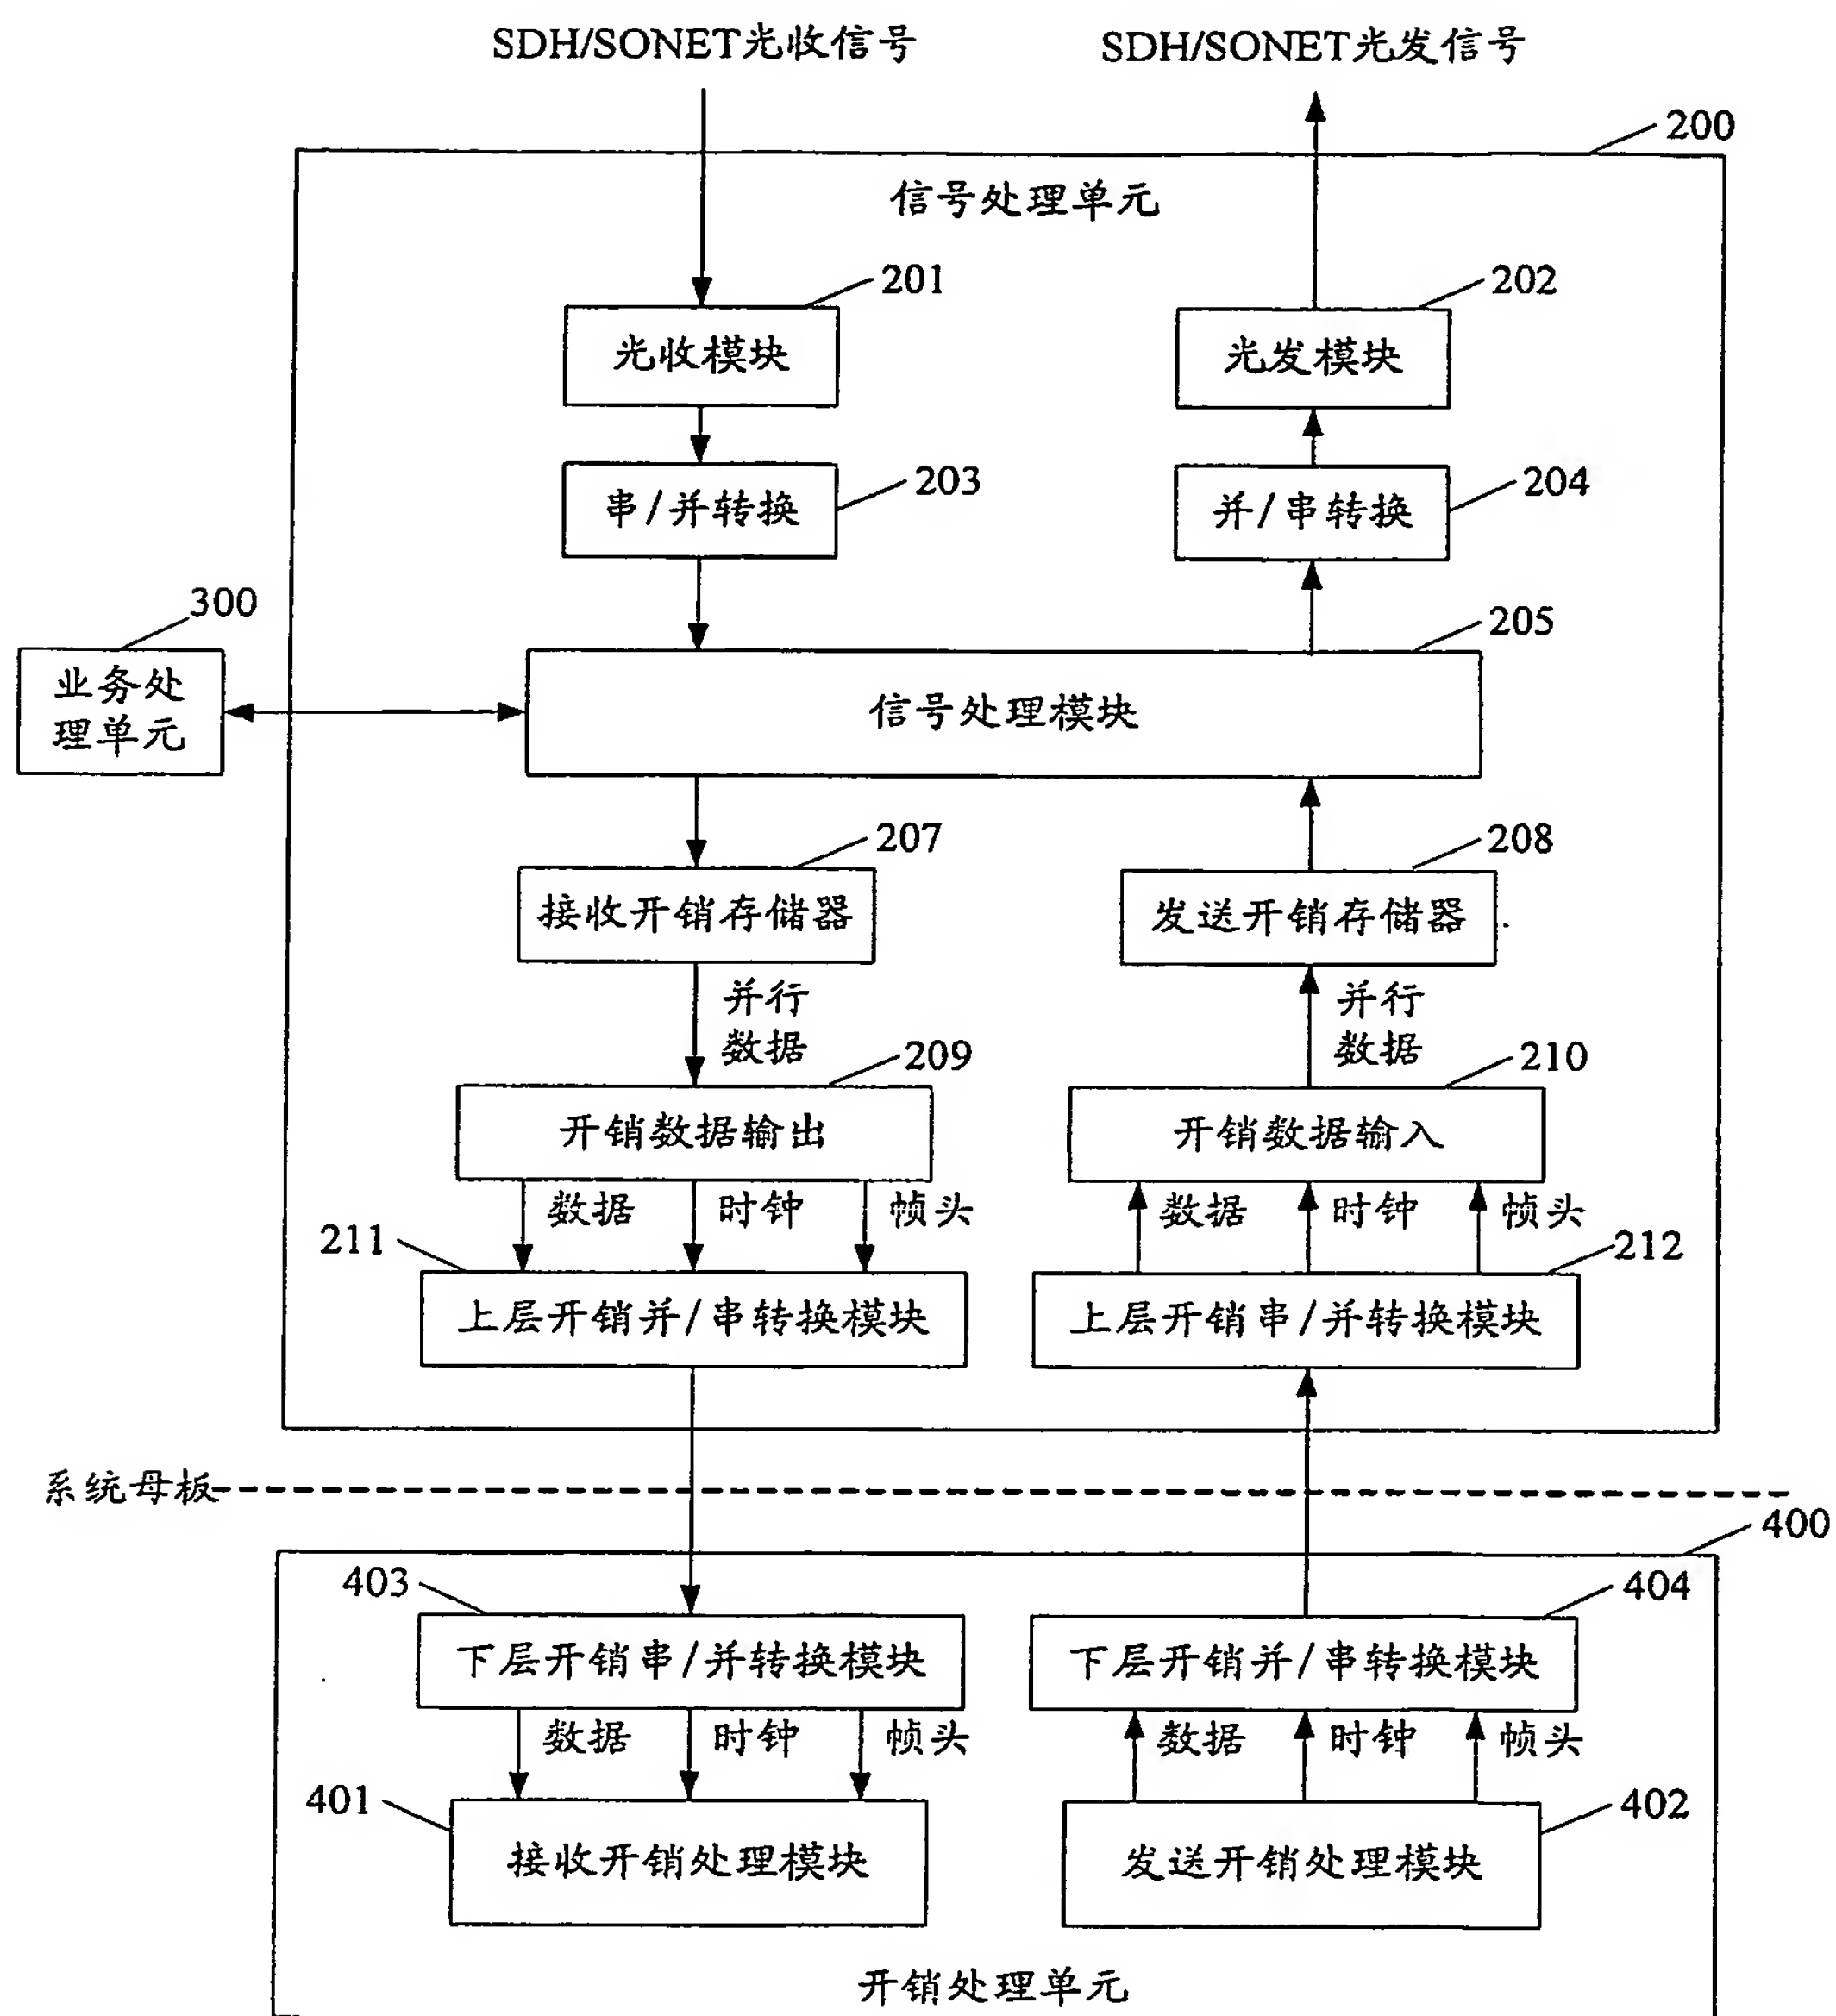 SDH/SONET光收信号
SDH/SONET光发信号
200
信号处理单元
201
202
光收模块
光发模块
203
204
串/并转换
并/串转换
300
205
业务处
理单元
信号处理模块
207
208
接收开销存储器
发送开销存储器
并行
数据
并行
数据
209
210
开销数据输出
开销数据输入
数据
时钟
帧头
数据
时钟
帧头
211
212
上层开销并/串转换模块
上层开销串/并转换模块
系统母板
400
403
404
下层开销串/并转换模块
下层开销并/串转换模块
数据
时钟
帧头
数据
时钟
帧头
401
402
接收开销处理模块
发送开销处理模块
开销处理单元